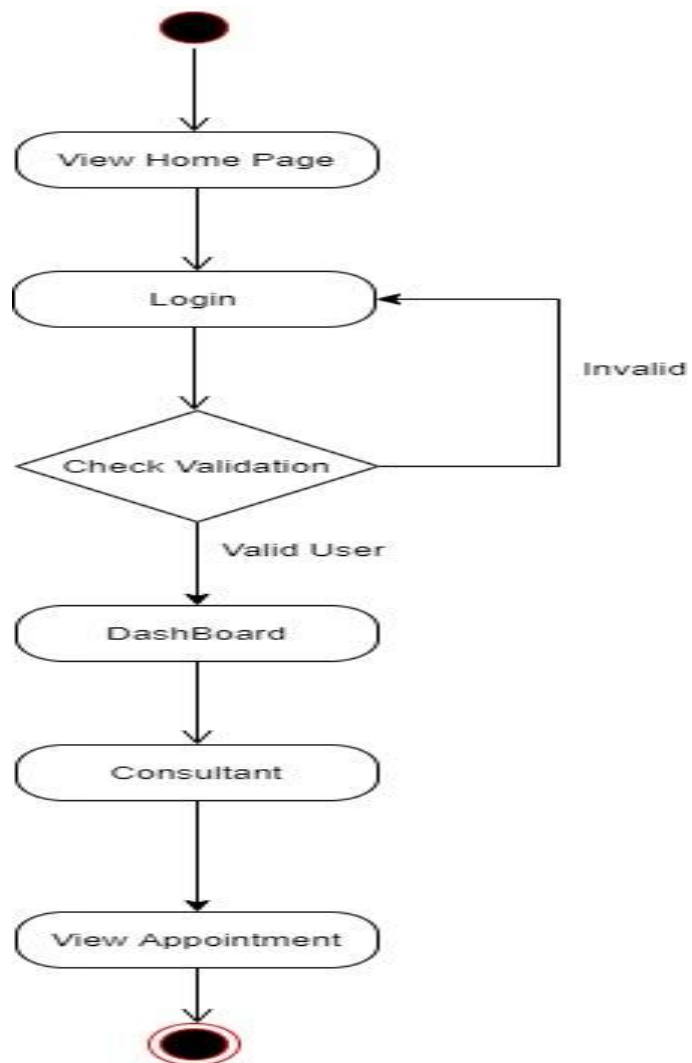 View Home Page
Login
Invalid
Check Validation
Valid User
DashBoard
Consultant
View Appointment